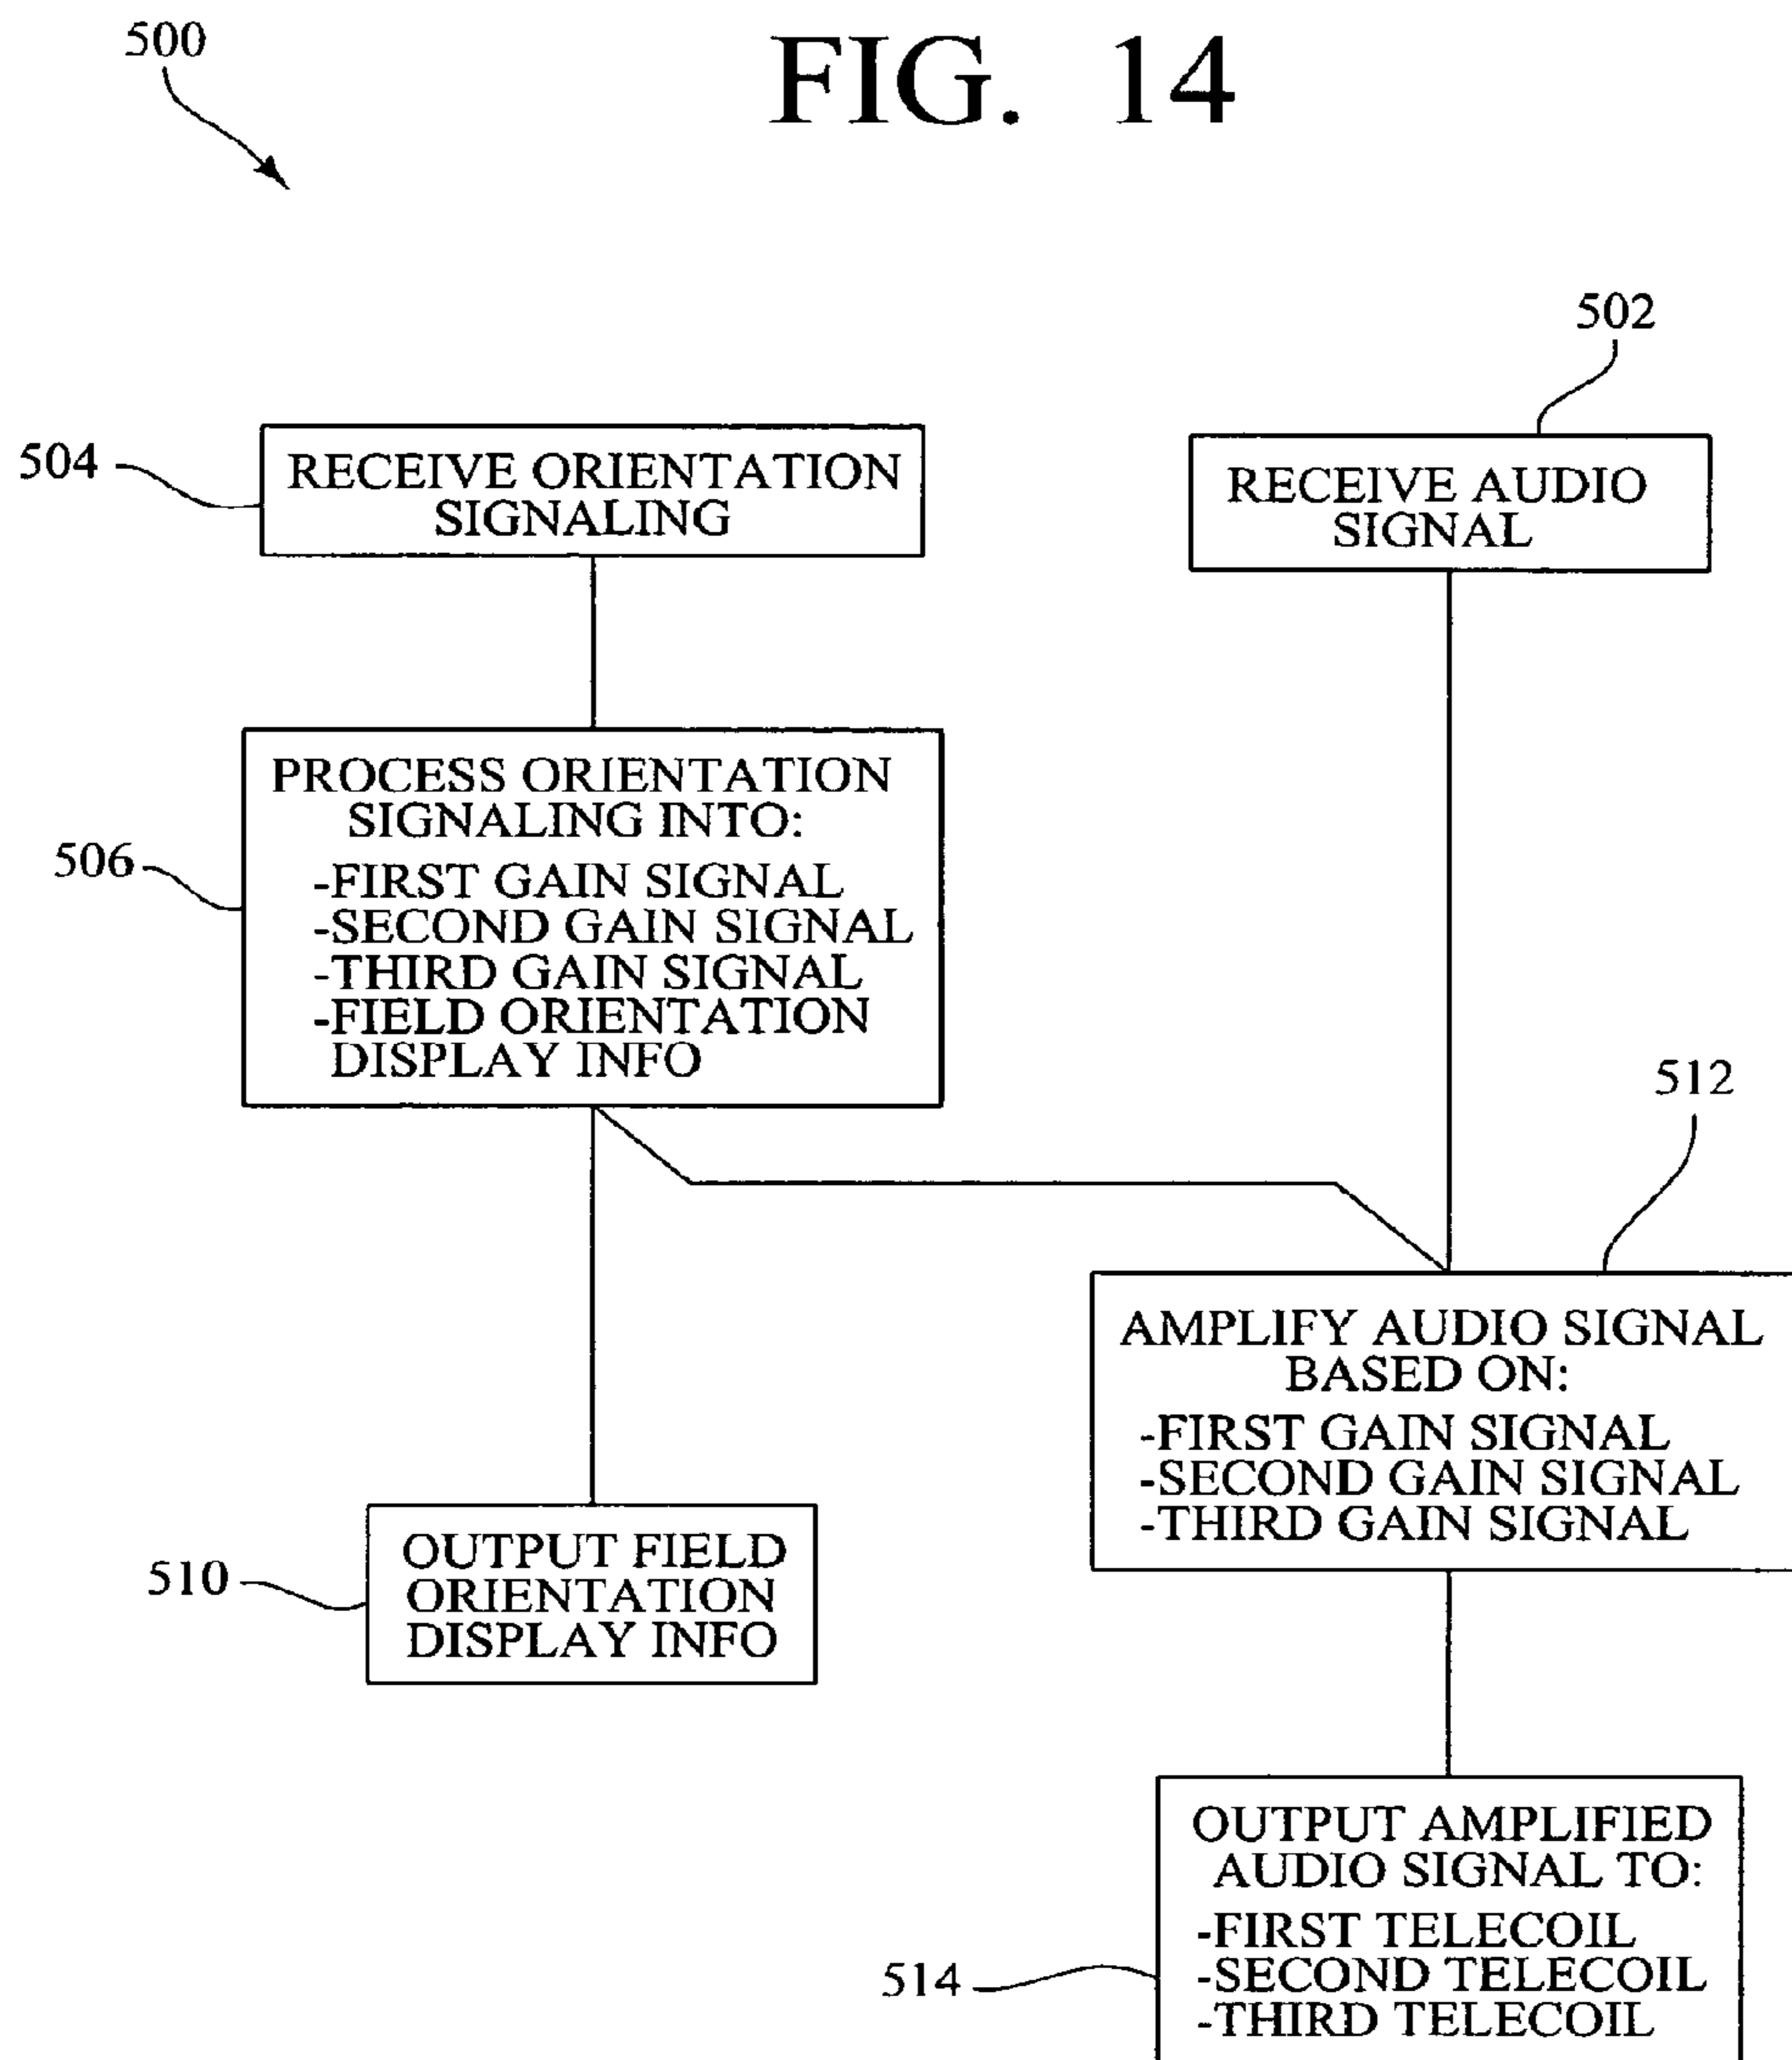 500
FIG. 14
502
504
RECEIVE ORIENTATION
SIGNALING
RECEIVE AUDIO
SIGNAL
506
PROCESS ORIENTATION
SIGNALING INTO:
-FIRST GAIN SIGNAL
-SECOND GAIN SIGNAL
-THIRD GAIN SIGNAL
-FIELD ORIENTATION
DISPLAY INFO
512
AMPLIFY AUDIO SIGNAL
BASED ON:
-FIRST GAIN SIGNAL
-SECOND GAIN SIGNAL
-THIRD GAIN SIGNAL
510
OUTPUT FIELD
ORIENTATION
DISPLAY INFO
514
OUTPUT AMPLIFIED
AUDIO SIGNAL TO:
-FIRST TELECOIL
-SECOND TELECOIL
-THIRD TELECOIL